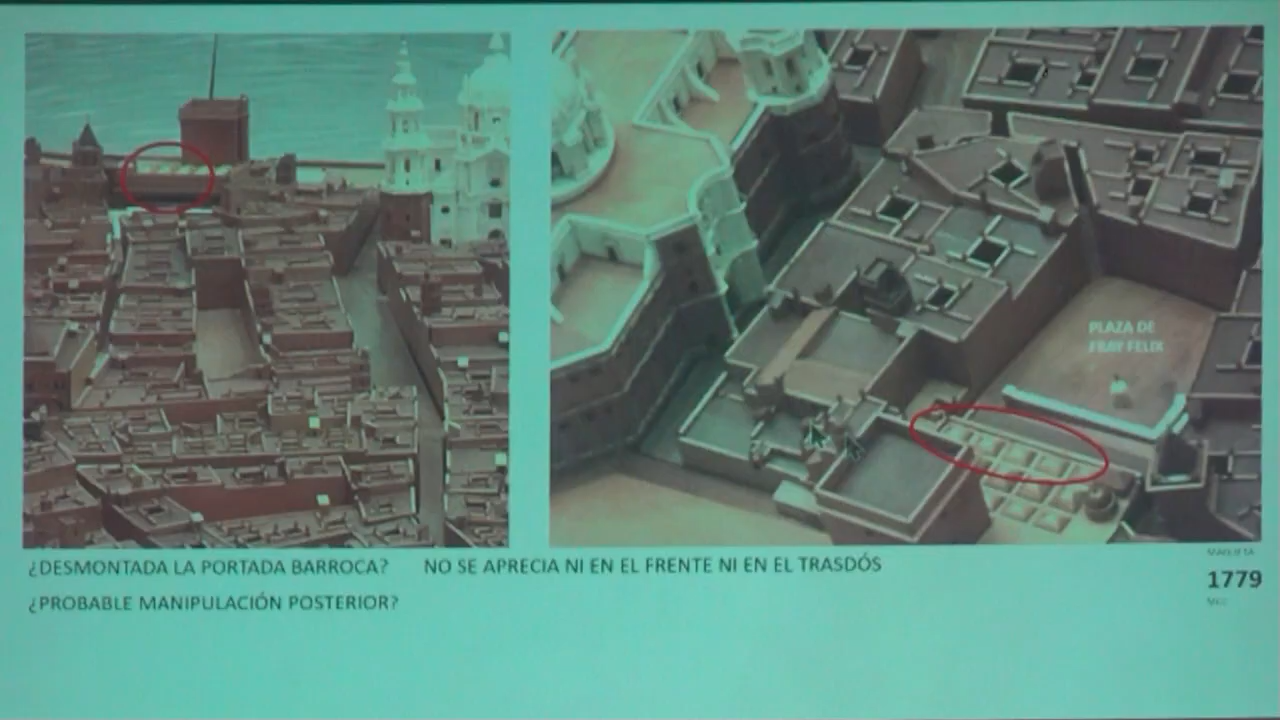 PLAZA DE
FRAY FELIX
¿DESMONTADA LA PORTADA BARROCA? NO SE APRECIA NI EN EL FRENTE NI EN EL TRASDÓS
¿PROBABLE MANIPULACIÓN POSTERIOR?
MAQUETA
1779